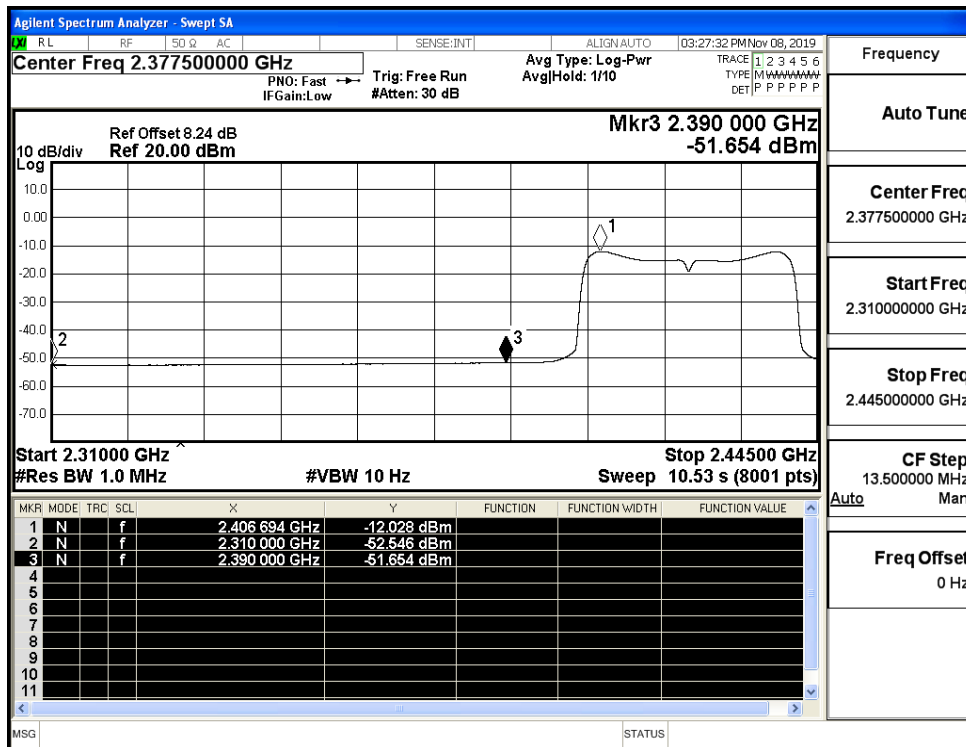 Agilent Spectrum Analyzer - Swept SA
LXI RL RF 50 Ω AC SENSE:INT ALIGN AUTO 03:27:32 PM Nov 08, 2019
Center Freq 2.377500000 GHz
PNO: Fast
IFGain:Low
Trig: Free Run
#Atten: 30 dB
Avg Type: Log-Pwr
Avg|Hold: 1/10
TRACE 1 2 3 4 5 6
TYPE M W W W W W
DET P P P P P P
Mkr3 2.390 000 GHz
-51.654 dBm
Ref Offset 8.24 dB
10 dB/div Ref 20.00 dBm
Log
10.0
0.00
-10.0
-20.0
-30.0
-40.0
-50.0
-60.0
-70.0
1
2
3
Start 2.31000 GHz Stop 2.44500 GHz
#Res BW 1.0 MHz #VBW 10 Hz Sweep 10.53 s (8001 pts)
MKR MODE TRC SCL X Y FUNCTION FUNCTION WIDTH FUNCTION VALUE
1 N f 2.406 694 GHz -12.028 dBm
2 N f 2.310 000 GHz -52.546 dBm
3 N f 2.390 000 GHz -51.654 dBm
4
5
6
7
8
9
10
11
MSG STATUS
Frequency
Auto Tune
Center Freq
2.377500000 GHz
Start Freq
2.310000000 GHz
Stop Freq
2.445000000 GHz
CF Step
13.500000 MHz
Auto Man
Freq Offset
0 Hz